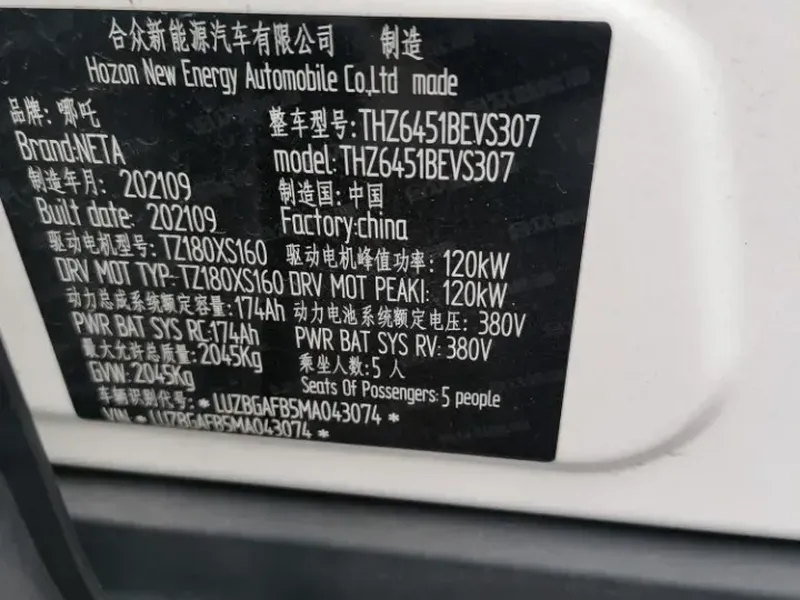 合众新能源汽车有限公司 制造
Hozon New Energy Automobile Co,Ltd made
品牌: 哪吒 整车型号: THZ6451BEVS307
Brand:NETA model: THZ6451BEVS307
制造年月: 202109 制造国: 中国
Built date: 202109 Factory:china
驱动电机型号: TZ180XS160 驱动电机峰值功率: 120kW
DRV MOT TYP: TZ180XS160 DRV MOT PEAKI: 120kW
动力总成系统额定容量: 174Ah 动力电池系统额定电压: 380V
PWR BAT SYS RC: 174Ah PWR BAT SYS RV: 380V
最大允许总质量: 2045Kg 乘坐人数: 5 人
GVW: 2045Kg Seats Of Passengers: 5 people
车辆识别代号: * LUZBGAFB5MA043074 *
VIN * LUZBGAFB5MA043074 *